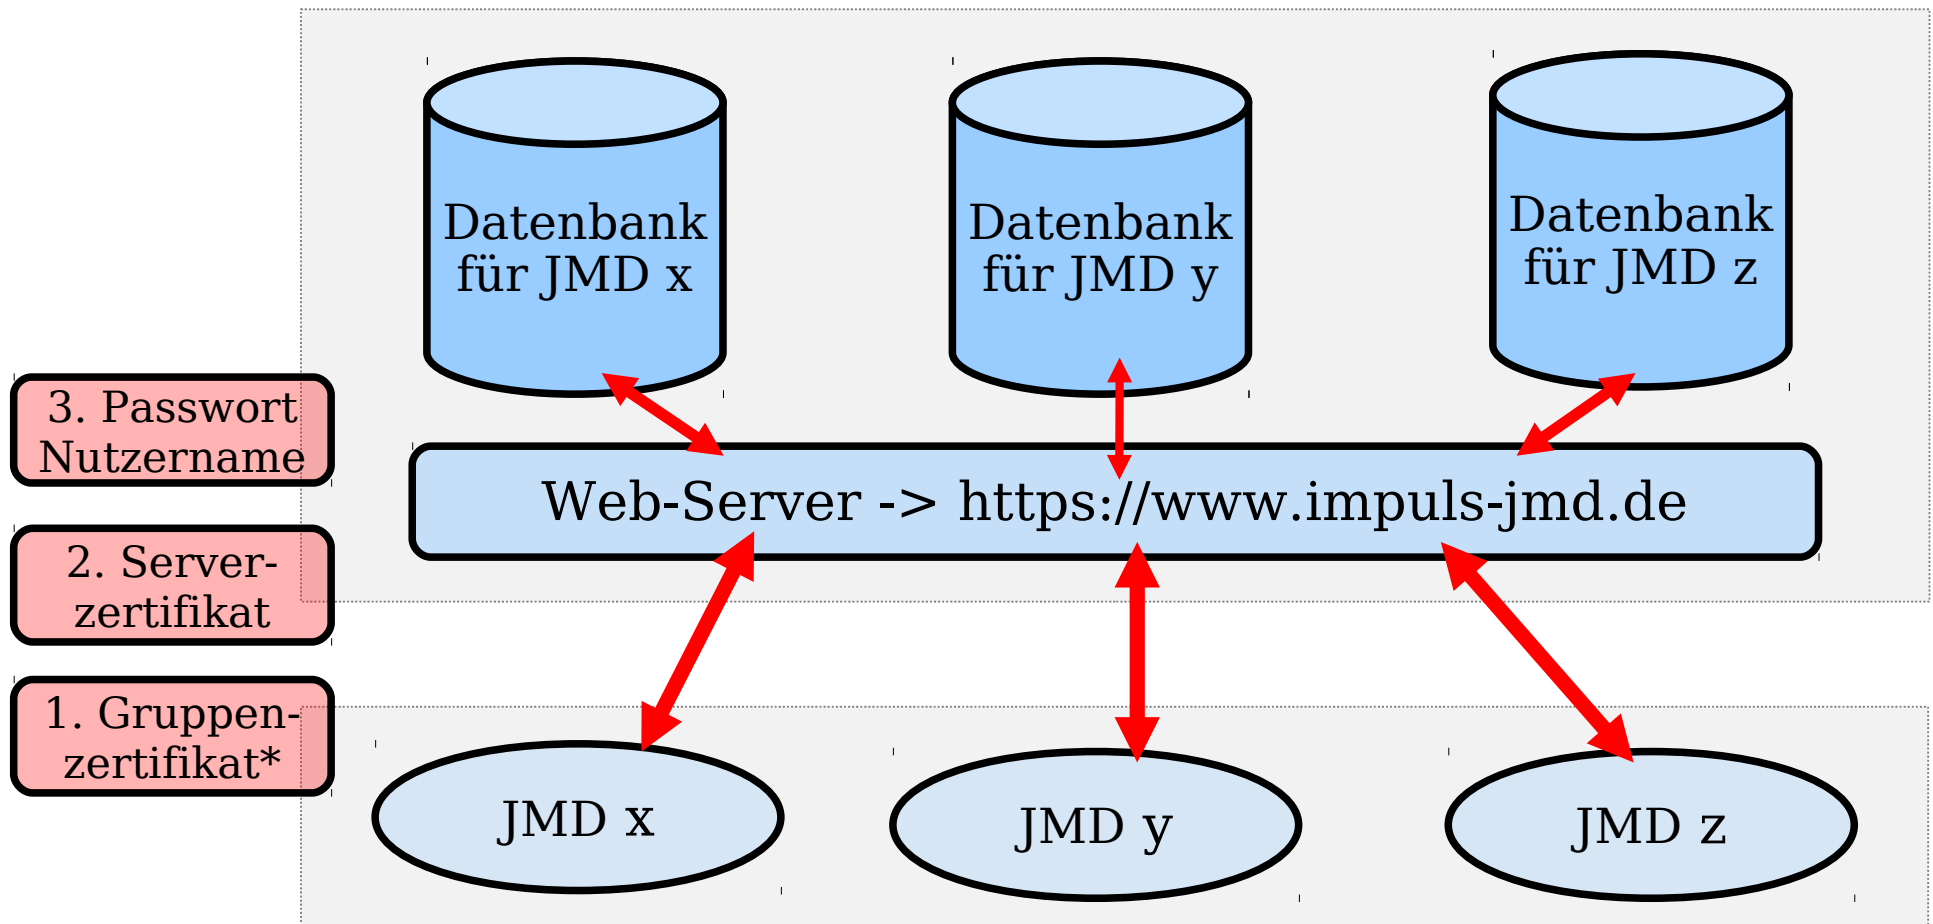 Datenbank
für JMD x
Datenbank
für JMD y
Datenbank
für JMD z
3. Passwort
Nutzername
Web-Server -> https://www.impuls-jmd.de
2. Server-
zertifikat
1. Gruppen-
zertifikat*
JMD x
JMD y
JMD z